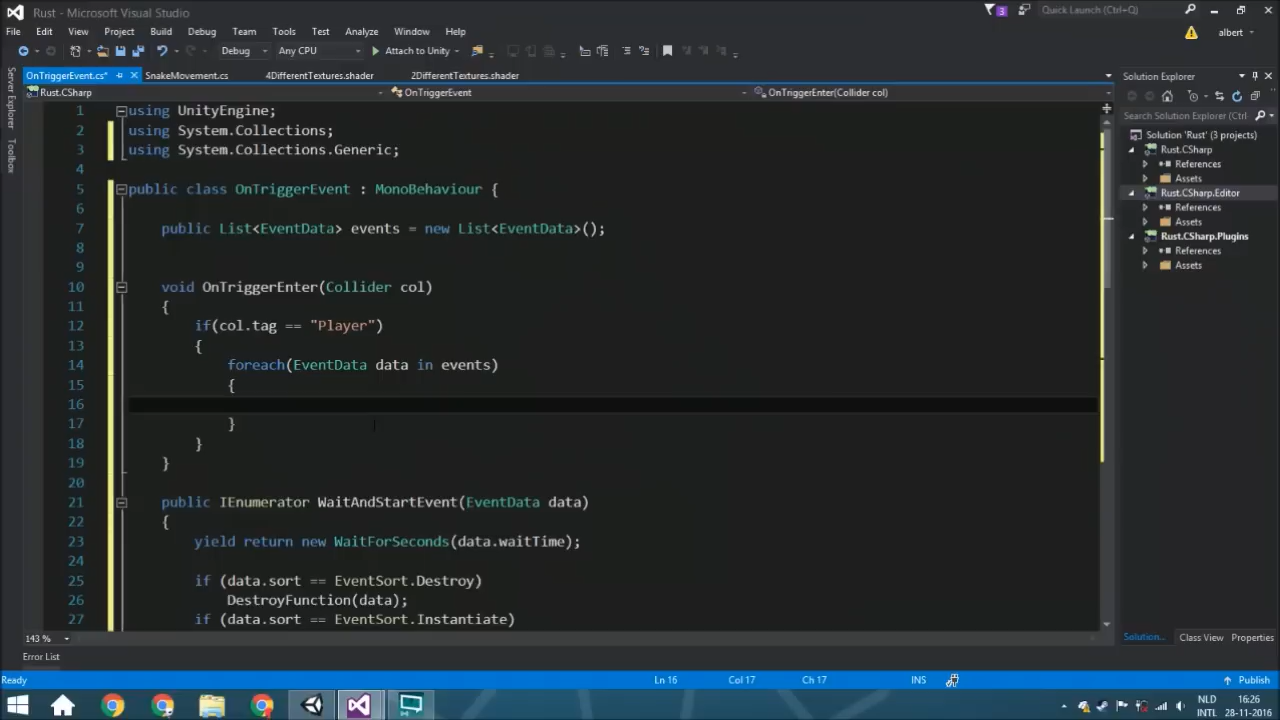 Rust - Microsoft Visual Studio
3
Quick Launch (Ctrl+Q)
File Edit View Project Build Debug Team Tools Test Analyze Window Help
albert
Debug Any CPU Attach to Unity
OnTriggerEvent.cs* SnakeMovement.cs 4DifferentTextures.shader 2DifferentTextures.shader
Rust.CSharp OnTriggerEvent OnTriggerEnter(Collider col)
Server Explorer
Toolbox
1 using UnityEngine;
2 using System.Collections;
3 using System.Collections.Generic;
4
5 public class OnTriggerEvent : MonoBehaviour {
6
7 public List<EventData> events = new List<EventData>();
8
9
10 void OnTriggerEnter(Collider col)
11 {
12 if(col.tag == "Player")
13 {
14 foreach(EventData data in events)
15 {
16
17 }
18 }
19 }
20
21 public IEnumerator WaitAndStartEvent(EventData data)
22 {
23 yield return new WaitForSeconds(data.waitTime);
24
25 if (data.sort == EventSort.Destroy)
26 DestroyFunction(data);
27 if (data.sort == EventSort.Instantiate)
143 %
Solution Explorer
Search Solution Explorer (Ctrl
Solution 'Rust' (3 projects)
Rust.CSharp
References
Assets
Rust.CSharp.Editor
References
Assets
Rust.CSharp.Plugins
References
Assets
Solution... Class View Properties
Error List
Ready Ln 16 Col 17 Ch 17 INS Publish
NLD 16:26
INTL 28-11-2016